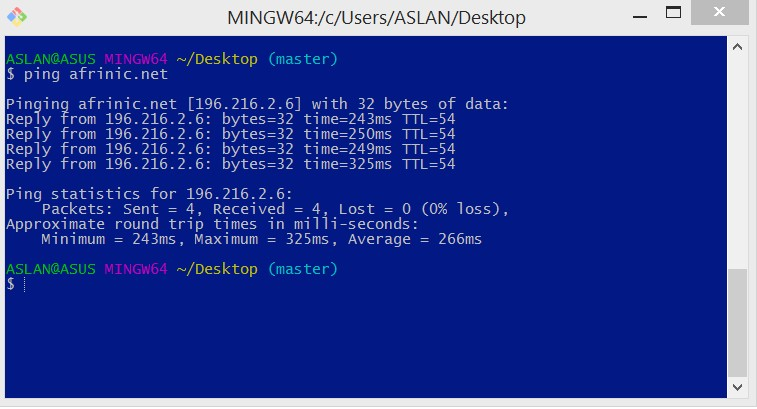 MINGW64:/c/Users/ASLAN/Desktop
ASLAN@ASUS MINGW64 ~/Desktop (master)
$ ping afrinic.net
Pinging afrinic.net [196.216.2.6] with 32 bytes of data:
Reply from 196.216.2.6: bytes=32 time=243ms TTL=54
Reply from 196.216.2.6: bytes=32 time=250ms TTL=54
Reply from 196.216.2.6: bytes=32 time=249ms TTL=54
Reply from 196.216.2.6: bytes=32 time=325ms TTL=54
Ping statistics for 196.216.2.6:
    Packets: Sent = 4, Received = 4, Lost = 0 (0% loss),
Approximate round trip times in milli-seconds:
    Minimum = 243ms, Maximum = 325ms, Average = 266ms
ASLAN@ASUS MINGW64 ~/Desktop (master)
$